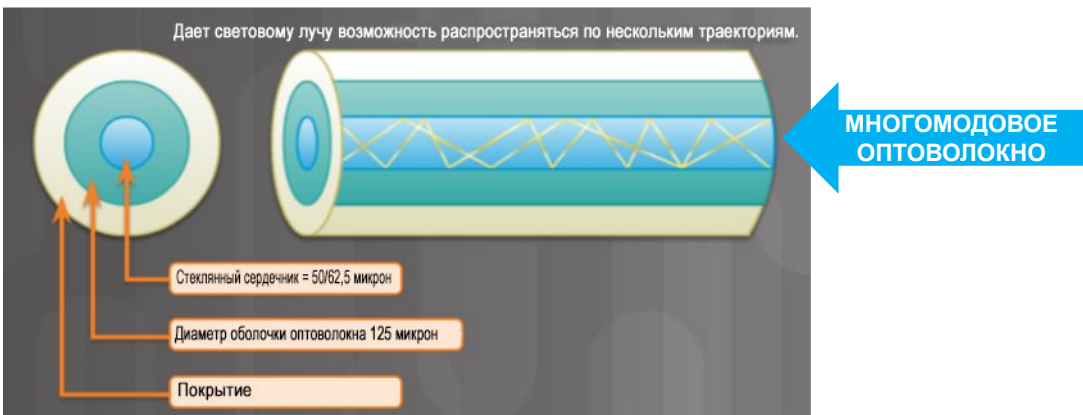 Дает световому лучу возможность распространяться по нескольким траекториям.
МНОГОМОДОВОЕ
ОПТОВОЛОКНО
Стеклянный сердечник = 50/62,5 микрон
Диаметр оболочки оптоволокна 125 микрон
Покрытие